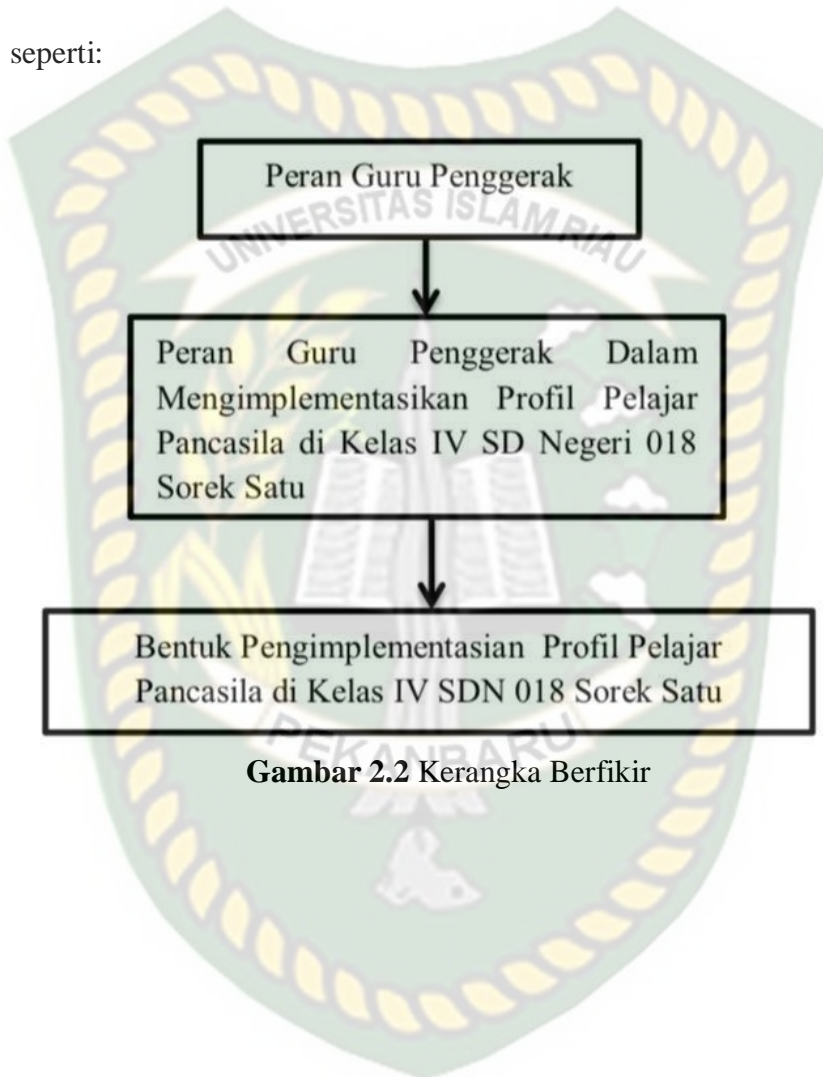 seperti:
Peran Guru Penggerak
UNIVERSITAS ISLAM RIAU
Peran Guru Penggerak Dalam
Mengimplementasikan Profil Pelajar
Pancasila di Kelas IV SD Negeri 018
Sorek Satu
Bentuk Pengimplementasian Profil Pelajar
Pancasila di Kelas IV SDN 018 Sorek Satu
PEKANBARU
Gambar 2.2 Kerangka Berfikir